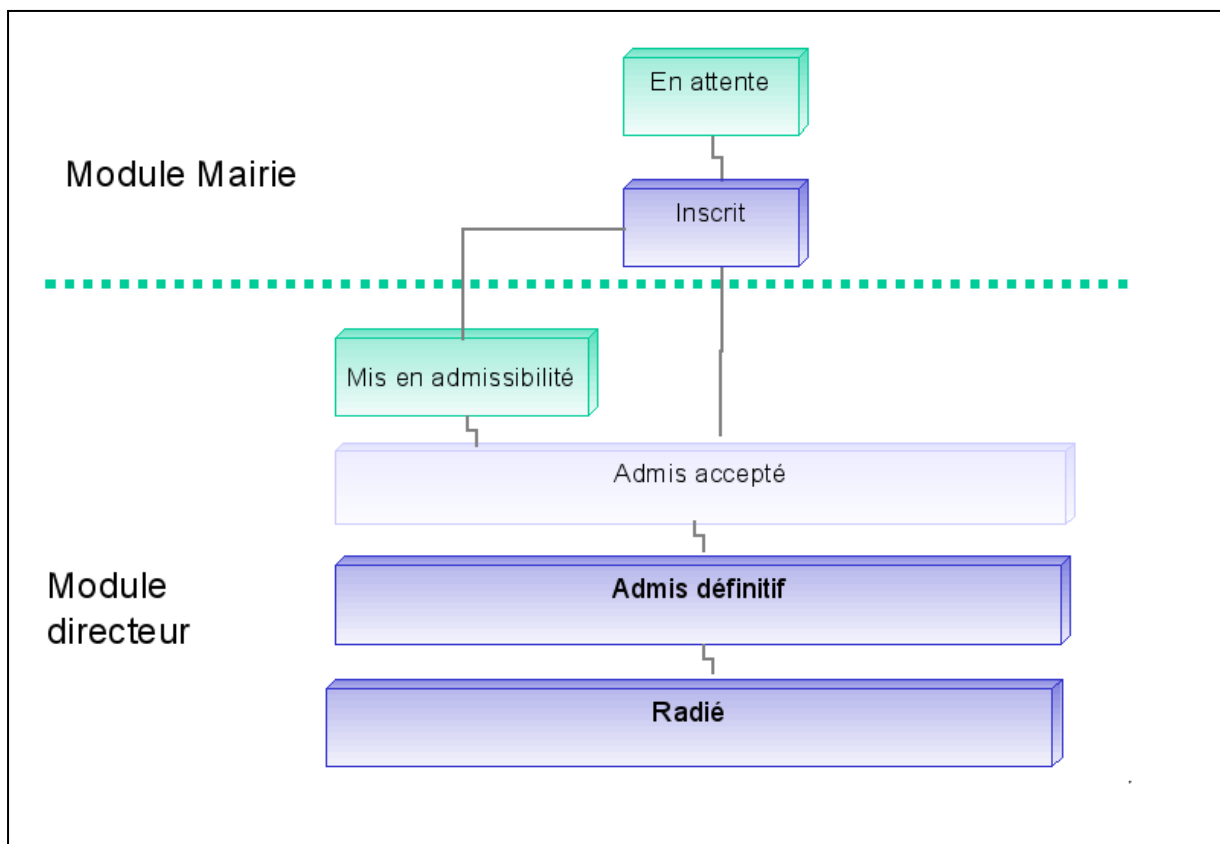 En attente
Module Mairie
Inscrit
Mis en admissibilité
Admis accepté
Module
directeur
Admis définitif
Radié